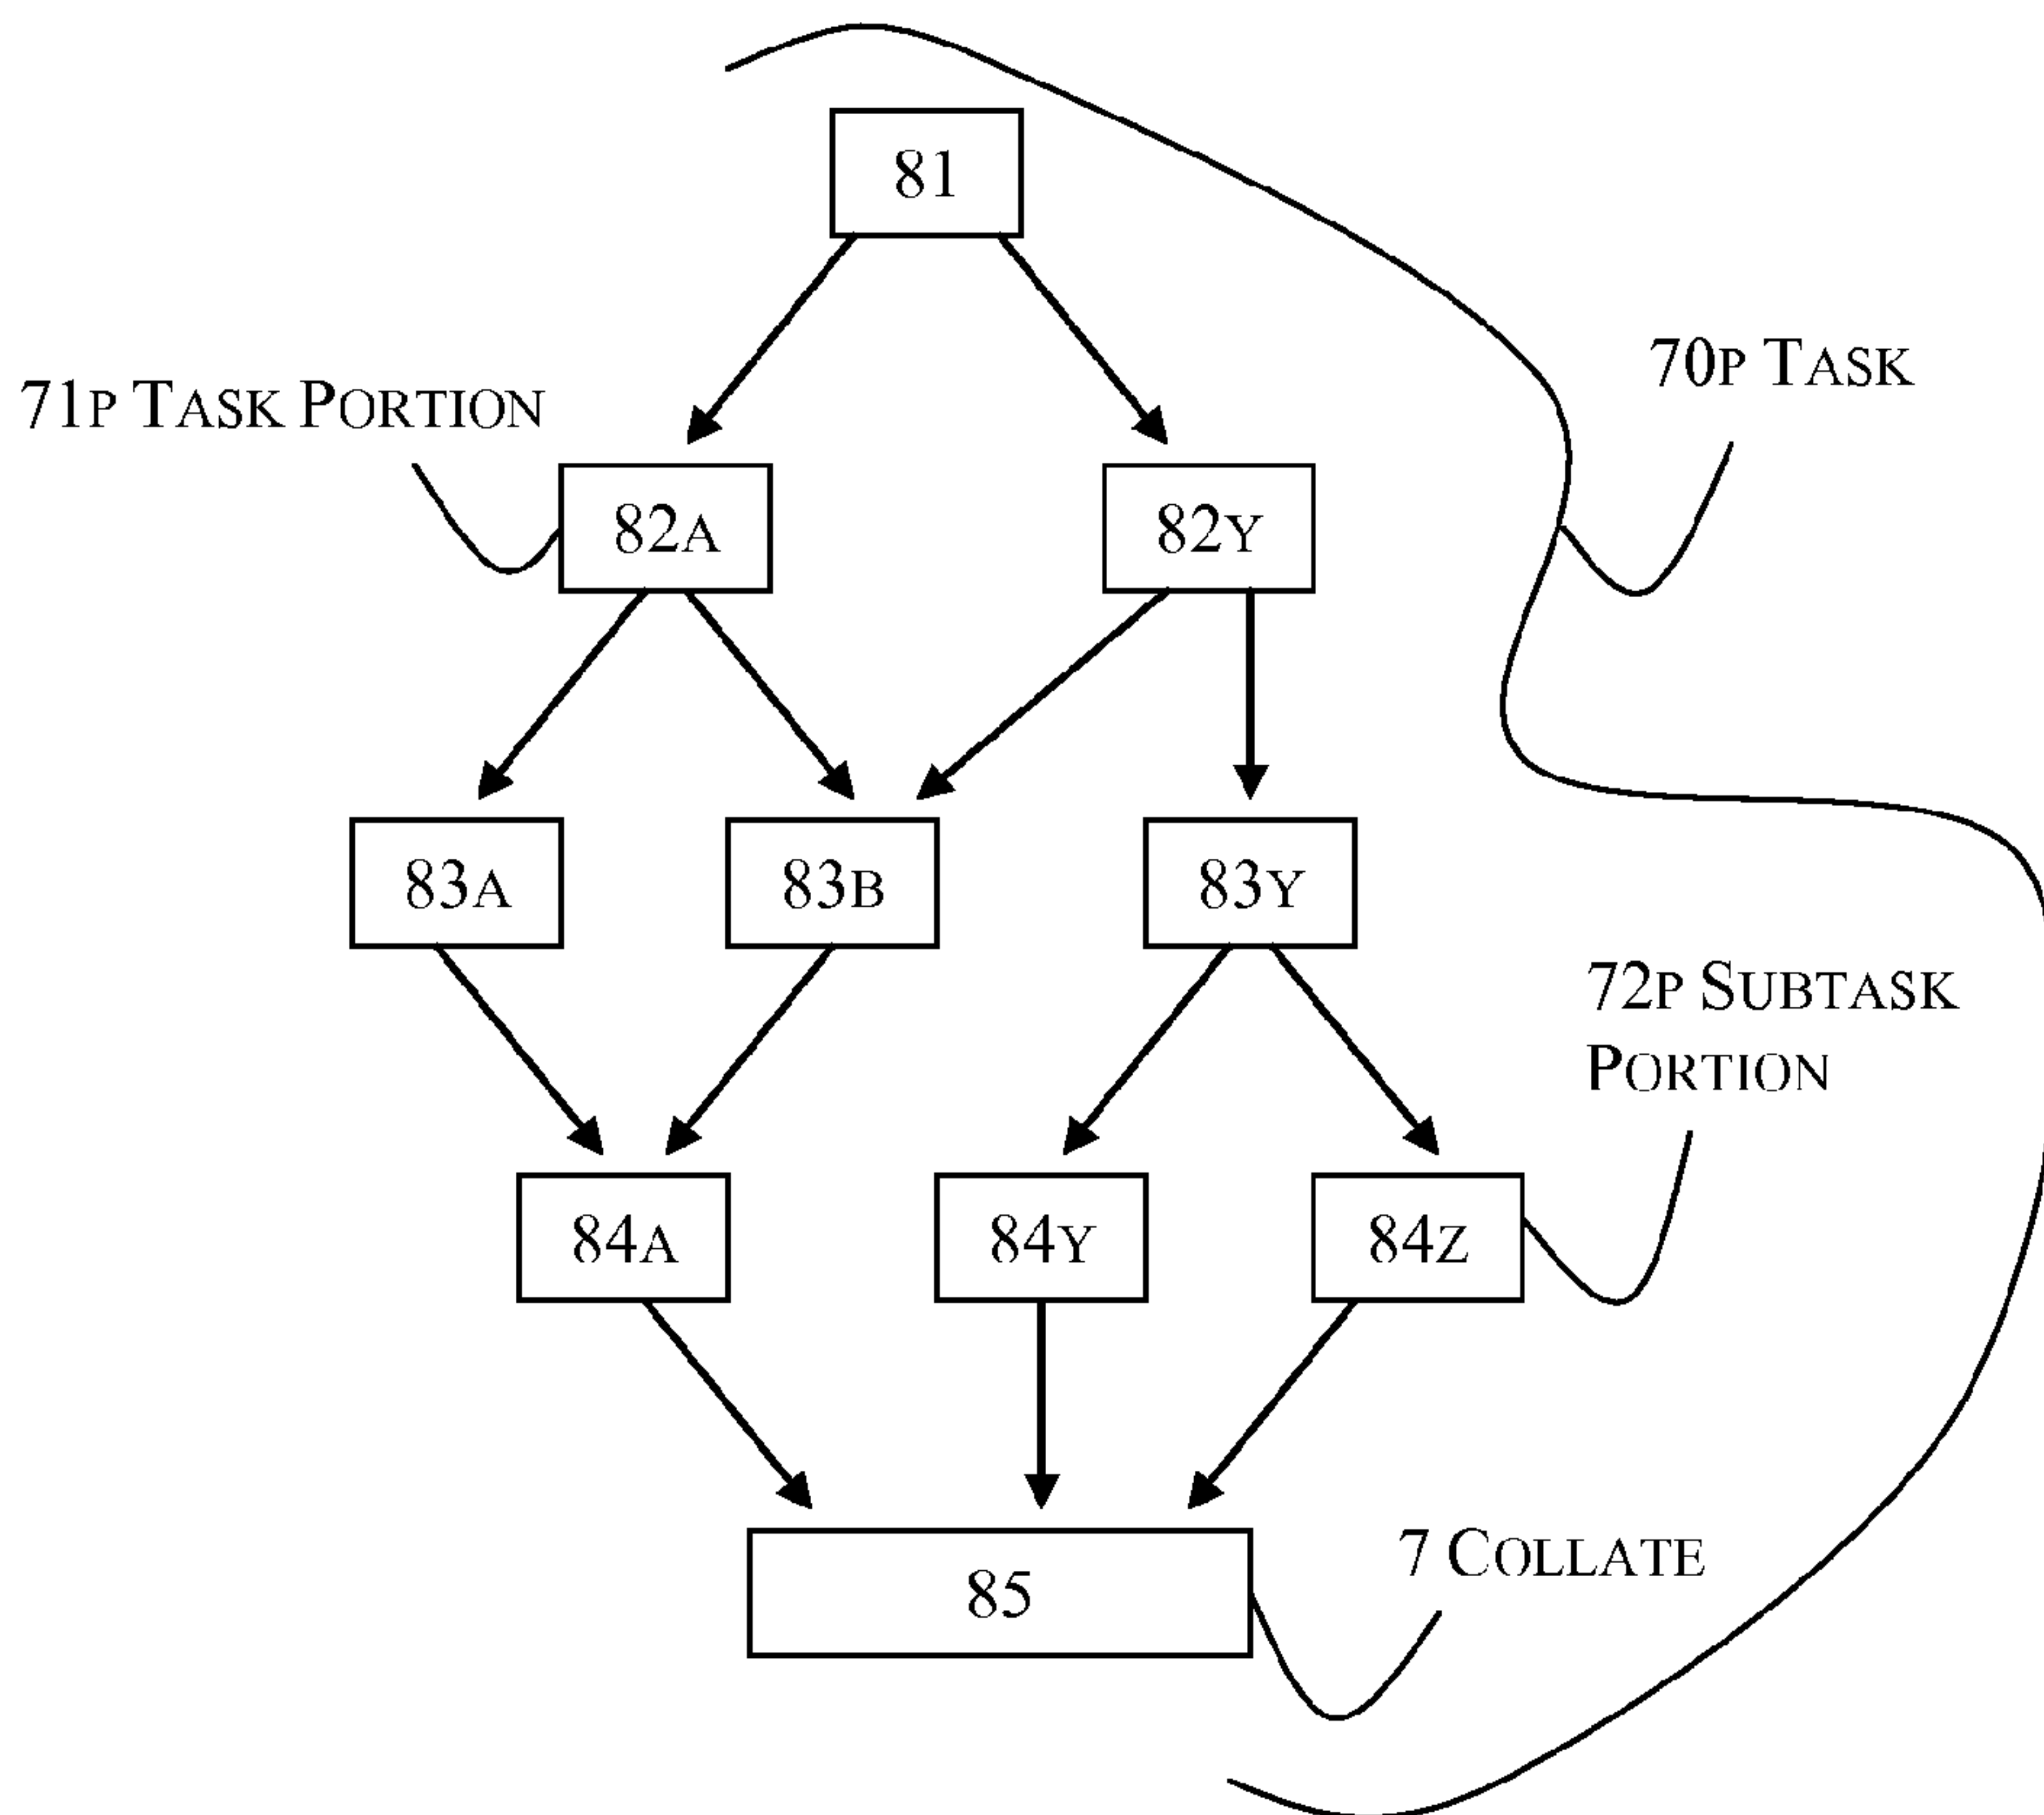 81
70P TASK
71P TASK PORTION
82A
82Y
83A
83B
83Y
72P SUBTASK
PORTION
84A
84Y
84Z
7 COLLATE
85